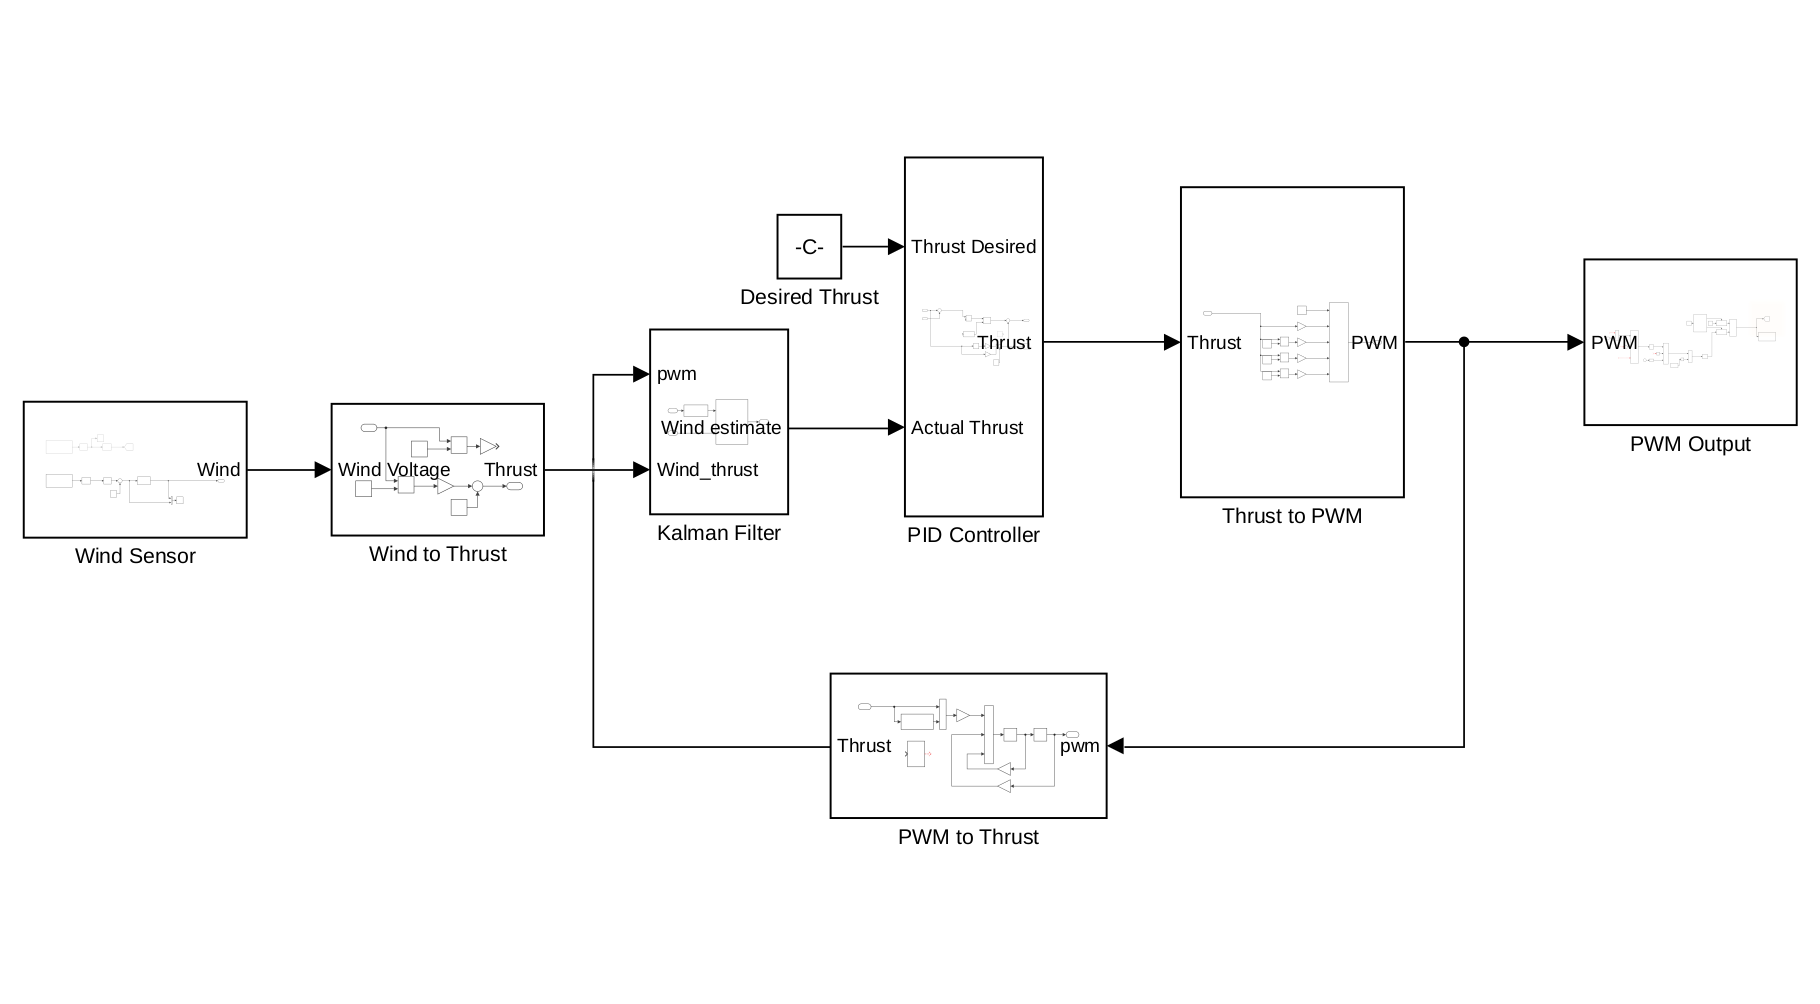 Wind
Wind Sensor
Wind Voltage
Thrust
Wind to Thrust
pwm
Wind estimate
Wind_thrust
Kalman Filter
-C-
Desired Thrust
Thrust Desired
Thrust
Actual Thrust
PID Controller
Thrust
PWM
Thrust to PWM
PWM
PWM Output
Thrust
pwm
PWM to Thrust